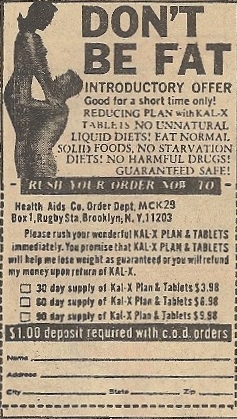 DON'T
BE FAT
INTRODUCTORY OFFER
Good for a short time only!
REDUCING PLAN with KAL-X
TABLETS NO UNNATURAL
LIQUID DIETS! EAT NORMAL
SOLID FOODS, NO STARVATION
DIETS! NO HARMFUL DRUGS!
GUARANTEED SAFE!
RUSH YOUR ORDER NOW TO
Health Aids Co. Order Dept, MCK29
Box 1, Rugby Sta. Brooklyn, N.Y. 11203
Please rush your wonderful KAL-X PLAN & TABLETS
immediately. You promise that KAL-X PLAN & TABLETS
will help me lose weight as guaranteed or you will refund
my money upon return of KAL-X.
30 day supply of Kal-X Plan & Tablets $3.98
60 day supply of Kal-X Plan & Tablets $6.98
90 day supply of Kal-X Plan & Tablets $9.98
$1.00 deposit required with c.o.d. orders
Name
Address
City State Zip